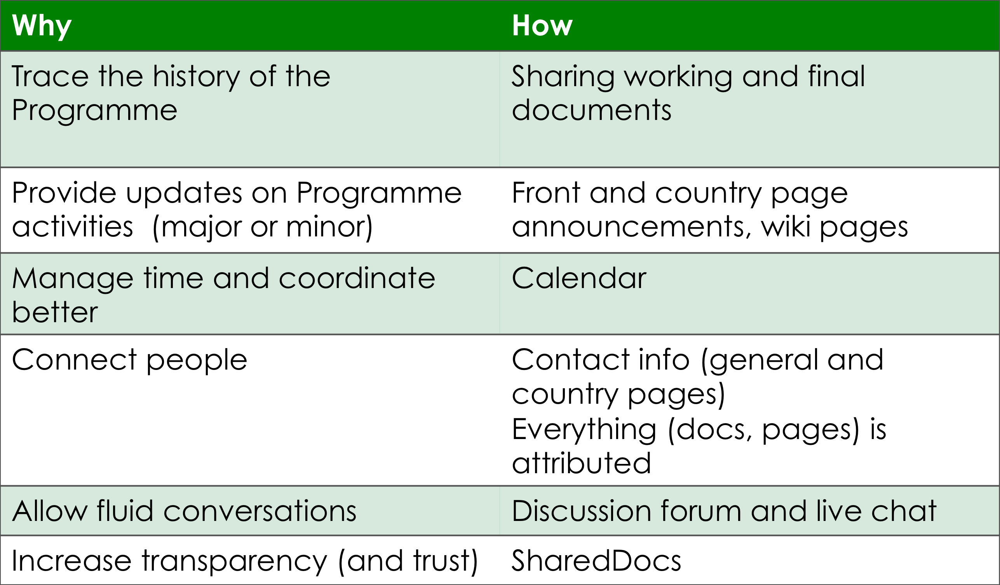 Why
How
Trace the history of the
Programme
Sharing working and final
documents
Provide updates on Programme
activities  (major or minor)
Front and country page
announcements, wiki pages
Manage time and coordinate
better
Calendar
Connect people
Contact info (general and
country pages)
Everything (docs, pages) is
attributed
Allow fluid conversations
Discussion forum and live chat
Increase transparency (and trust)
SharedDocs